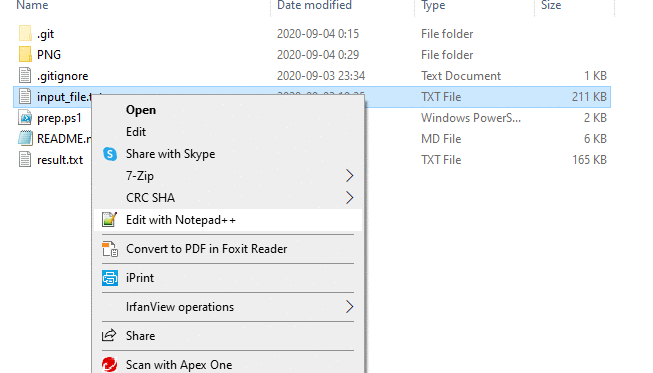 Name Date modified Type Size
.git 2020-09-04 0:15 File folder
PNG 2020-09-04 0:29 File folder
.gitignore 2020-09-03 23:34 Text Document 1 KB
input_file.t TXT File 211 KB
prep.ps1 Windows PowerS... 2 KB
README.m MD File 2 KB
result.txt TXT File 165 KB
Open
Edit
Share with Skype
7-Zip
CRC SHA
Edit with Notepad++
Convert to PDF in Foxit Reader
iPrint
IrfanView operations
Share
Scan with Apex One